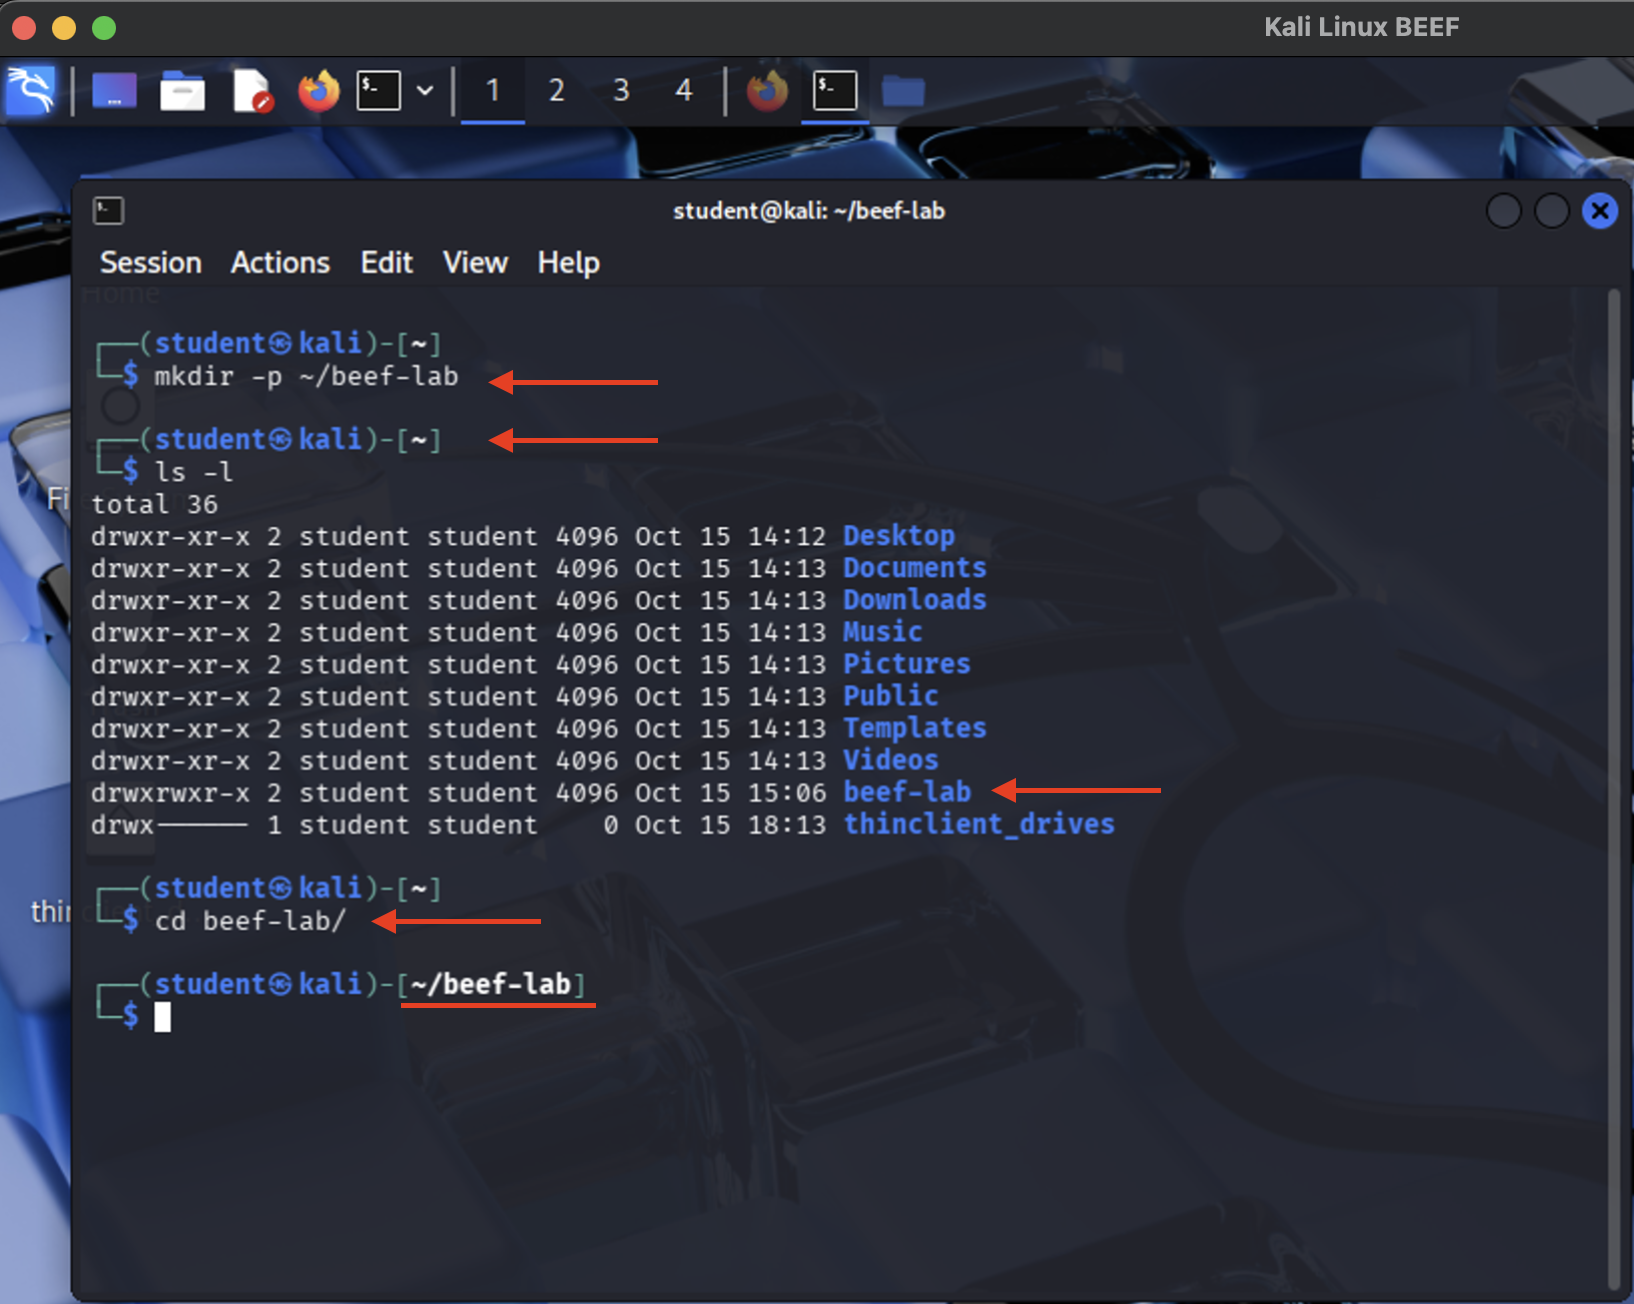 Kali Linux BEEF
1 2 3 4
student@kali: ~/beef-lab
Session Actions Edit View Help
Home
┌──(student㉿kali)-[~]
└─$ mkdir -p ~/beef-lab
┌──(student㉿kali)-[~]
└─$ ls -l
total 36
drwxr-xr-x 2 student student 4096 Oct 15 14:12 Desktop
drwxr-xr-x 2 student student 4096 Oct 15 14:13 Documents
drwxr-xr-x 2 student student 4096 Oct 15 14:13 Downloads
drwxr-xr-x 2 student student 4096 Oct 15 14:13 Music
drwxr-xr-x 2 student student 4096 Oct 15 14:13 Pictures
drwxr-xr-x 2 student student 4096 Oct 15 14:13 Public
drwxr-xr-x 2 student student 4096 Oct 15 14:13 Templates
drwxr-xr-x 2 student student 4096 Oct 15 14:13 Videos
drwxrwxr-x 2 student student 4096 Oct 15 15:06 beef-lab
drwx------ 1 student student 0 Oct 15 18:13 thinclient_drives
┌──(student㉿kali)-[~]
└─$ cd beef-lab/
┌──(student㉿kali)-[~/beef-lab]
└─$